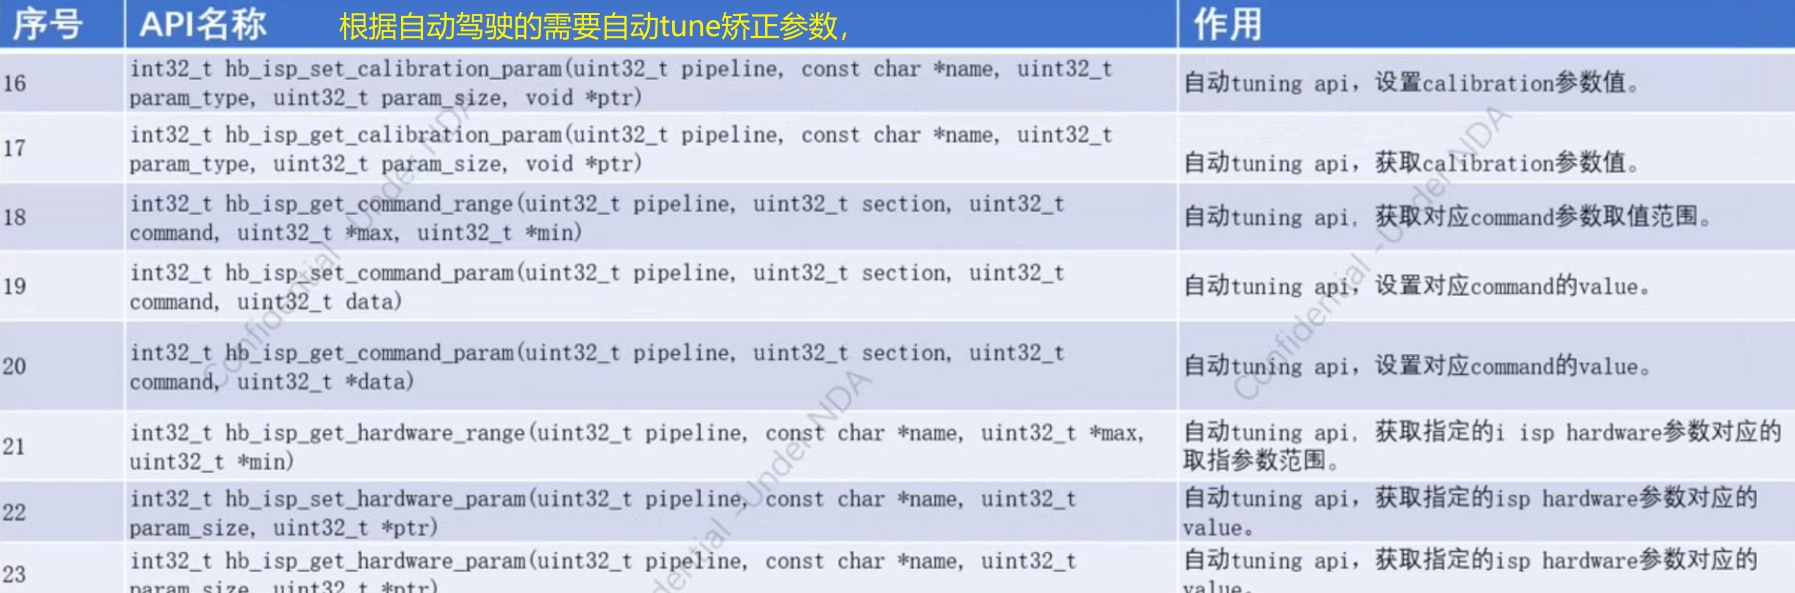 序号 API名称 根据自动驾驶的需要自动tune矫正参数, 作用
16 int32_t hb_isp_set_calibration_param(uint32_t pipeline, const char *name, uint32_t
param_type, uint32_t param_size, void *ptr)
自动tuning api，设置calibration参数值。
17 int32_t hb_isp_get_calibration_param(uint32_t pipeline, const char *name, uint32_t
param_type, uint32_t param_size, void *ptr)
自动tuning api，获取calibration参数值。
18 int32_t hb_isp_get_command_range(uint32_t pipeline, uint32_t section, uint32_t
command, uint32_t *max, uint32_t *min)
自动tuning api，获取对应command参数取值范围。
19 int32_t hb_isp_set_command_param(uint32_t pipeline, uint32_t section, uint32_t
command, uint32_t data)
自动tuning api，设置对应command的value。
20 int32_t hb_isp_get_command_param(uint32_t pipeline, uint32_t section, uint32_t
command, uint32_t *data)
自动tuning api，设置对应command的value。
21 int32_t hb_isp_get_hardware_range(uint32_t pipeline, const char *name, uint32_t *max,
uint32_t *min)
自动tuning api，获取指定的i isp hardware参数对应的
取指参数范围。
22 int32_t hb_isp_set_hardware_param(uint32_t pipeline, const char *name, uint32_t
param_size, uint32_t *ptr)
自动tuning api，获取指定的isp hardware参数对应的
value。
23 int32_t hb_isp_get_hardware_param(uint32_t pipeline, const char *name, uint32_t
param_size, uint32_t *ptr)
自动tuning api，获取指定的isp hardware参数对应的
value。
Confidential - Under NDA
Confidential - Under NDA
dential - Under NDA